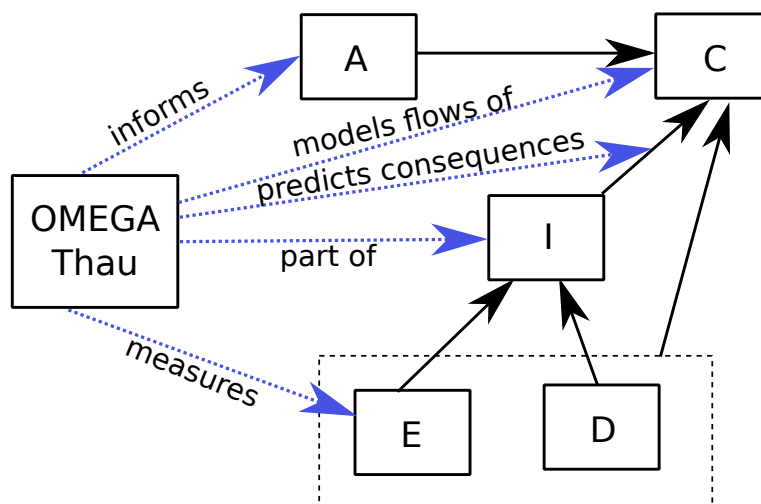 A
C
informs
models flows of
predicts consequences
OMEGA
Thau
I
part of
measures
E
D